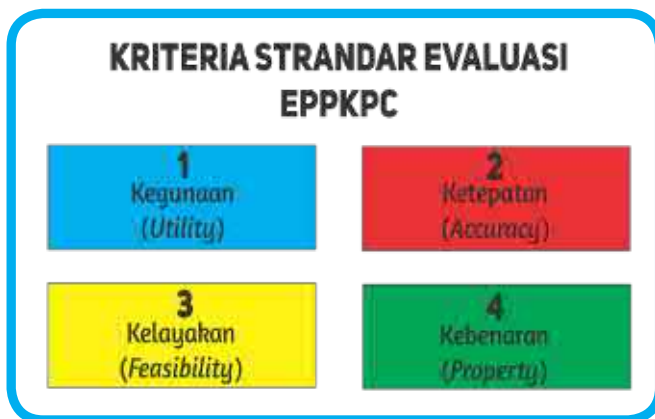 KRITERIA STRANDAR EVALUASI
EPPKPC
1
Kegunaan
(Utility)
2
Ketepatan
(Accuracy)
3
Kelayakan
(Feasibility)
4
Kebenaran
(Property)